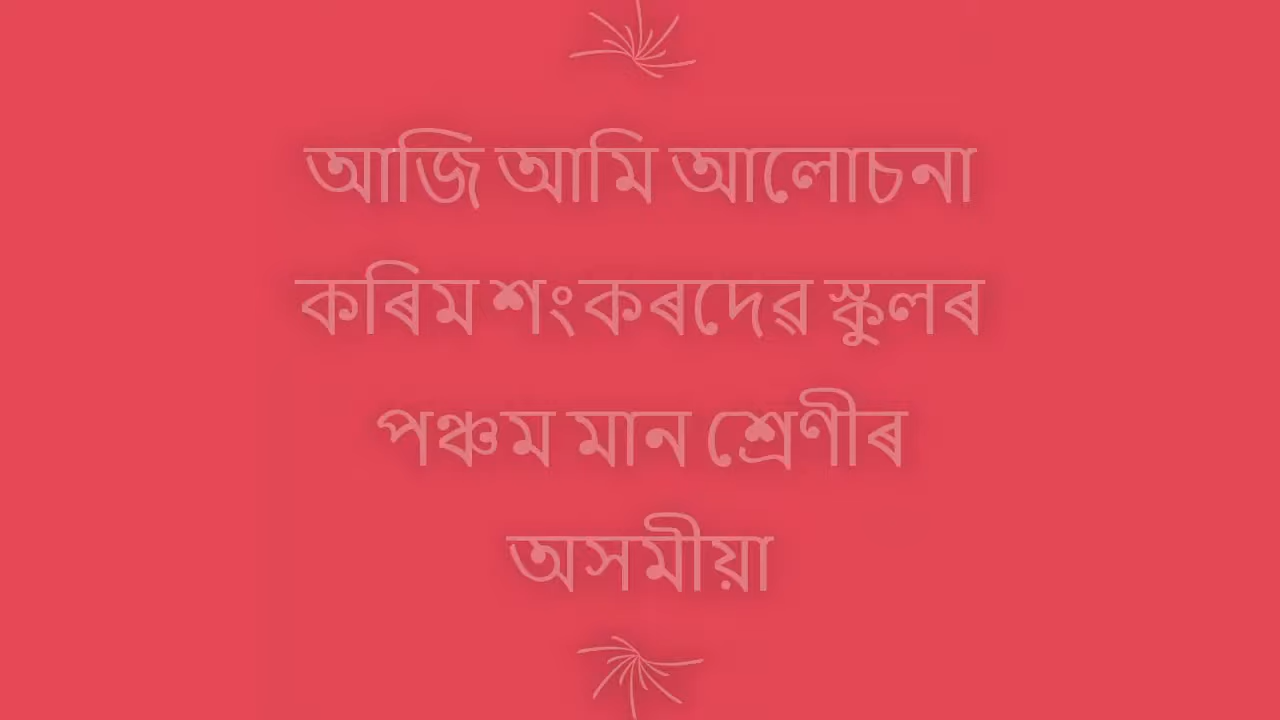 আজি আমি আলোচনা
কৰিম শংকৰদেৱ স্কুলৰ
পঞ্চম মান শ্ৰেণীৰ
অসমীয়া